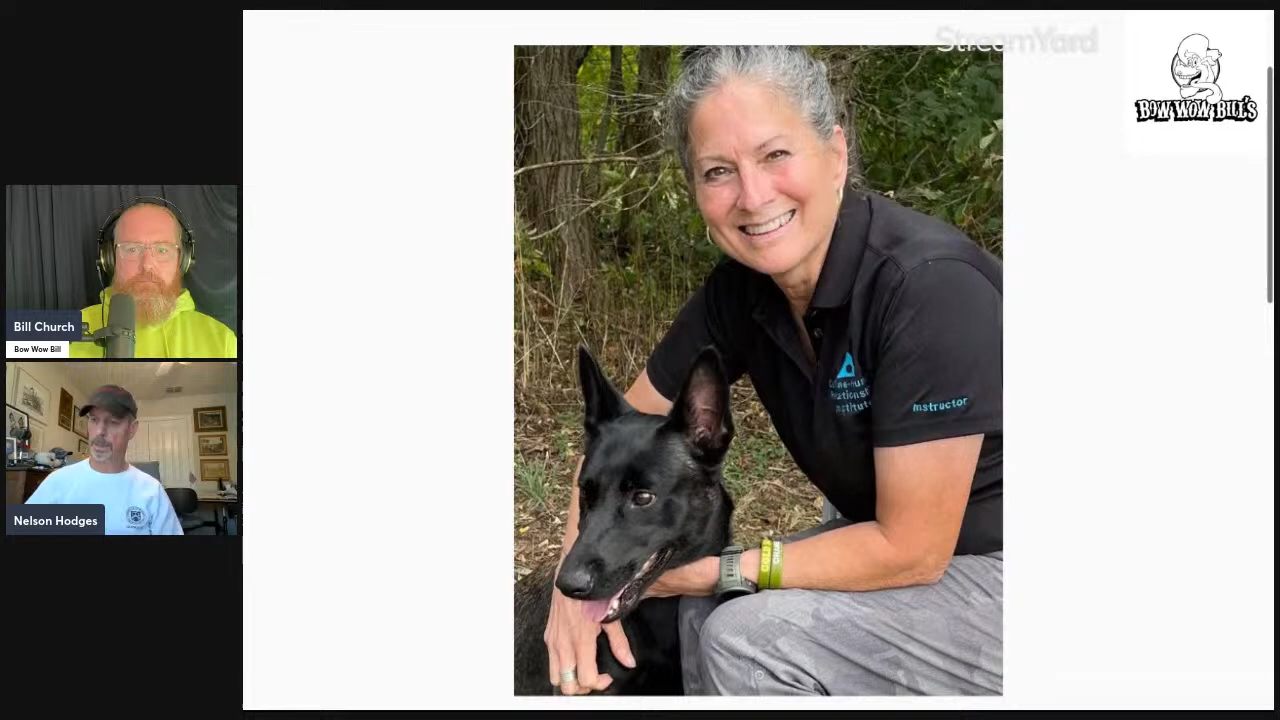 StreamYard
BOW WOW BILL'S
Bill Church
Bow Wow Bill
Nelson Hodges
Instructor